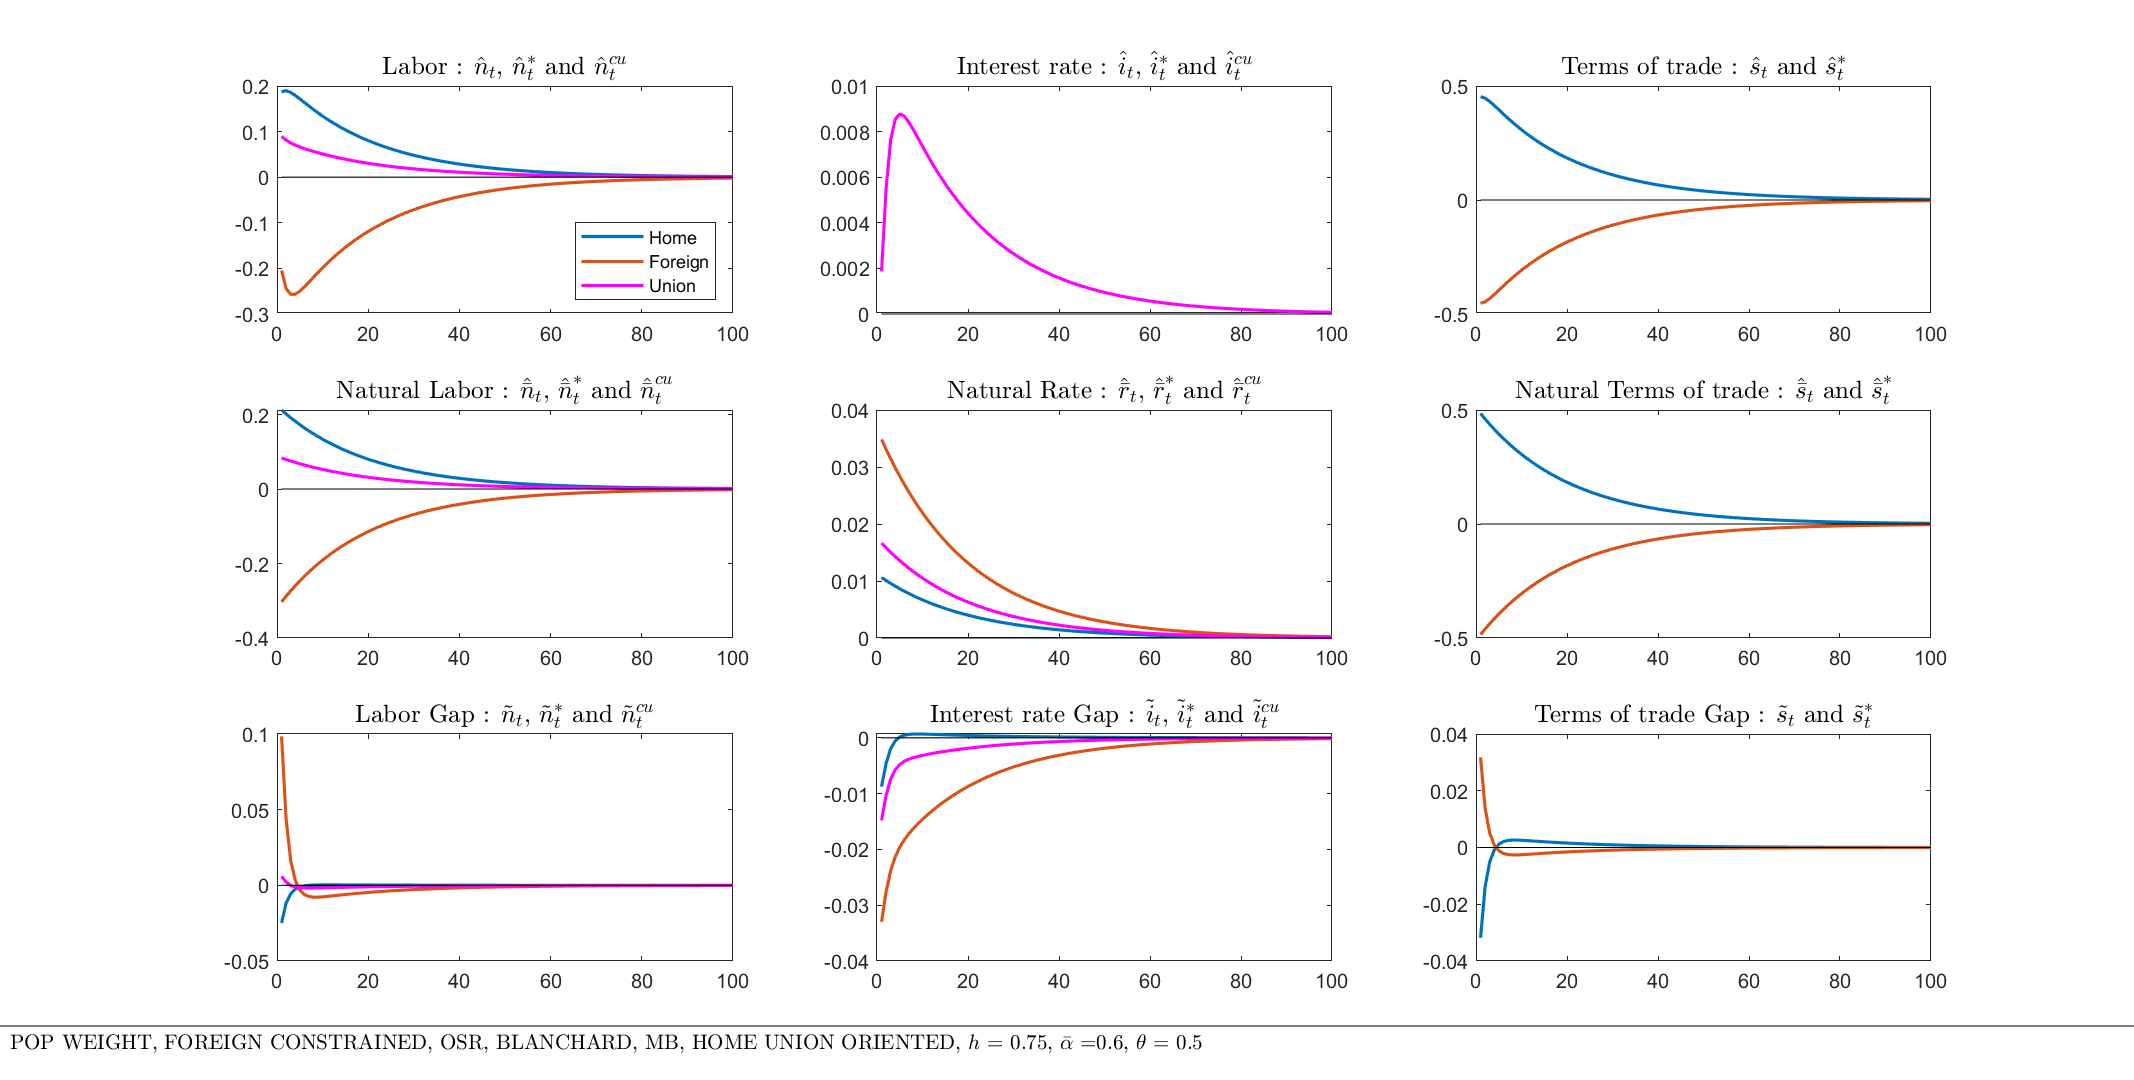 Labor : n̂ₜ, n̂ₜ* and n̂ₜᶜᵘ
Interest rate : îₜ, îₜ* and îₜᶜᵘ
Terms of trade : ŝₜ and ŝₜ*
0.2
0.1
0
-0.1
-0.2
-0.3
0 20 40 60 80 100
Home
Foreign
Union
0.01
0.008
0.006
0.004
0.002
0
0 20 40 60 80 100
0.5
0
-0.5
0 20 40 60 80 100
Natural Labor : n̄̂ₜ, n̄̂ₜ* and n̄̂ₜᶜᵘ
Natural Rate : r̄̂ₜ, r̄̂ₜ* and r̄̂ₜᶜᵘ
Natural Terms of trade : s̄̂ₜ and s̄̂ₜ*
0.2
0
-0.2
-0.4
0 20 40 60 80 100
0.04
0.03
0.02
0.01
0
0 20 40 60 80 100
0.5
0
-0.5
0 20 40 60 80 100
Labor Gap : ñₜ, ñₜ* and ñₜᶜᵘ
Interest rate Gap : ĩₜ, ĩₜ* and ĩₜᶜᵘ
Terms of trade Gap : s̃ₜ and s̃ₜ*
0.1
0.05
0
-0.05
0 20 40 60 80 100
0
-0.01
-0.02
-0.03
-0.04
0 20 40 60 80 100
0.04
0.02
0
-0.02
-0.04
0 20 40 60 80 100
POP WEIGHT, FOREIGN CONSTRAINED, OSR, BLANCHARD, MB, HOME UNION ORIENTED, h = 0.75, ᾱ =0.6, θ = 0.5